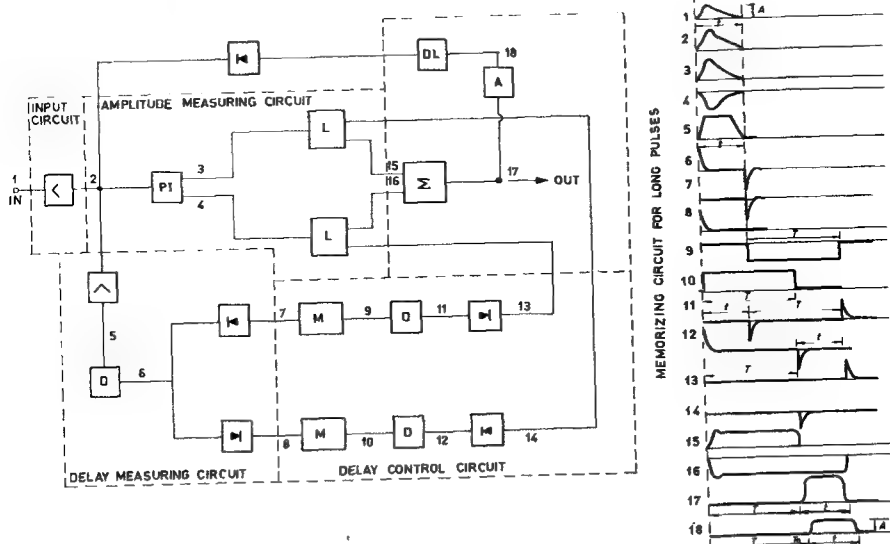 INPUT
CIRCUIT
AMPLITUDE MEASURING CIRCUIT
1
IN
<
2
PI
3
4
L
L
DL
18
A
15
16
Σ
17
OUT
5
D
6
7
M
9
D
11
13
8
M
10
D
12
14
DELAY MEASURING CIRCUIT
DELAY CONTROL CIRCUIT
MEMORIZING CIRCUIT FOR LONG PULSES
1
A
t
2
3
4
5
t
6
7
8
T
9
10
T
11
t
T
12
t
T
13
14
15
16
17
T
t
18
A
T
t